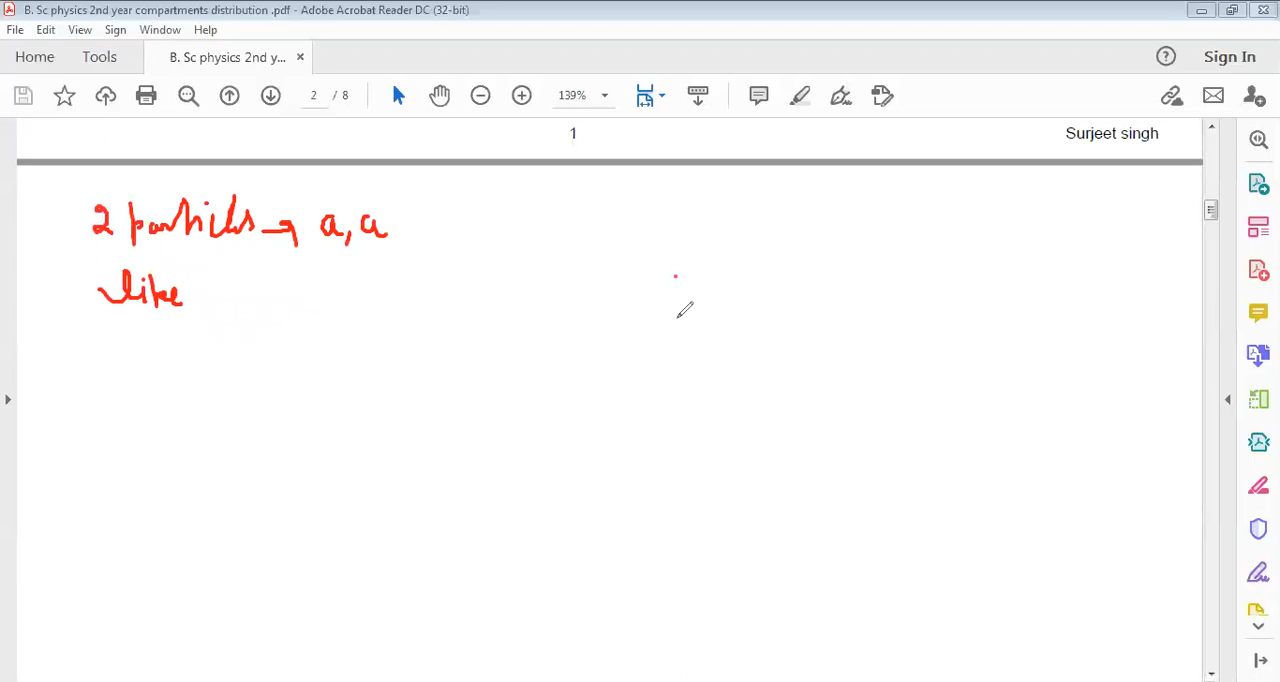 B. Sc physics 2nd year compartments distribution .pdf - Adobe Acrobat Reader DC (32-bit)
File Edit View Sign Window Help
Home Tools B. Sc physics 2nd y... × Sign In
2 / 8 139%
1 Surjeet singh
2 particles → a, a
like